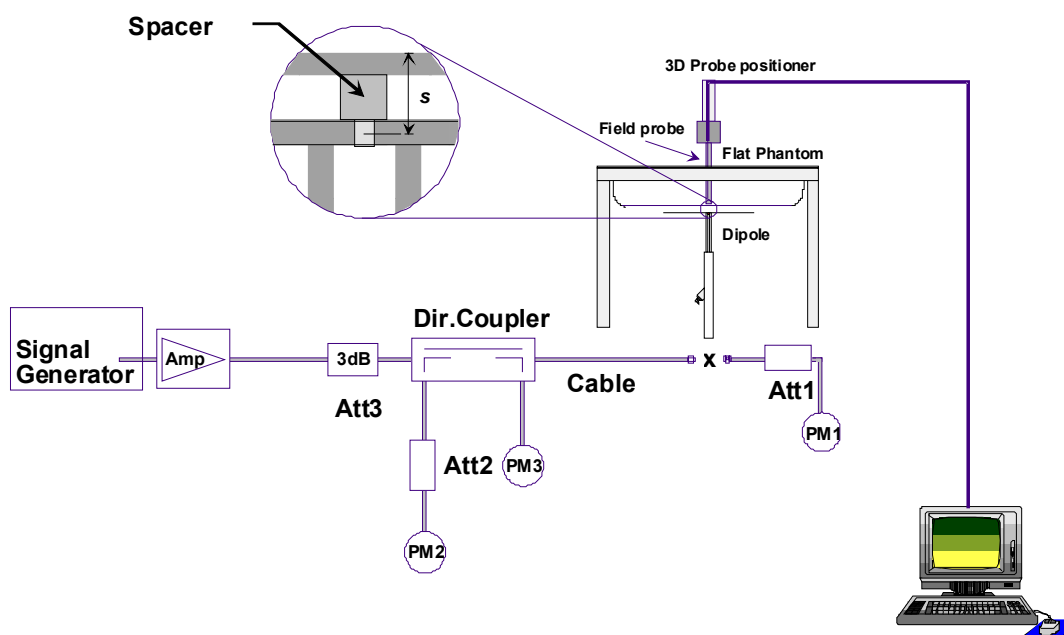 Spacer
s
3D Probe positioner
Field probe
Flat Phantom
Dipole
Dir.Coupler
Signal
Generator
Amp
3dB
Att3
Cable
x
Att1
PM1
Att2
PM3
PM2